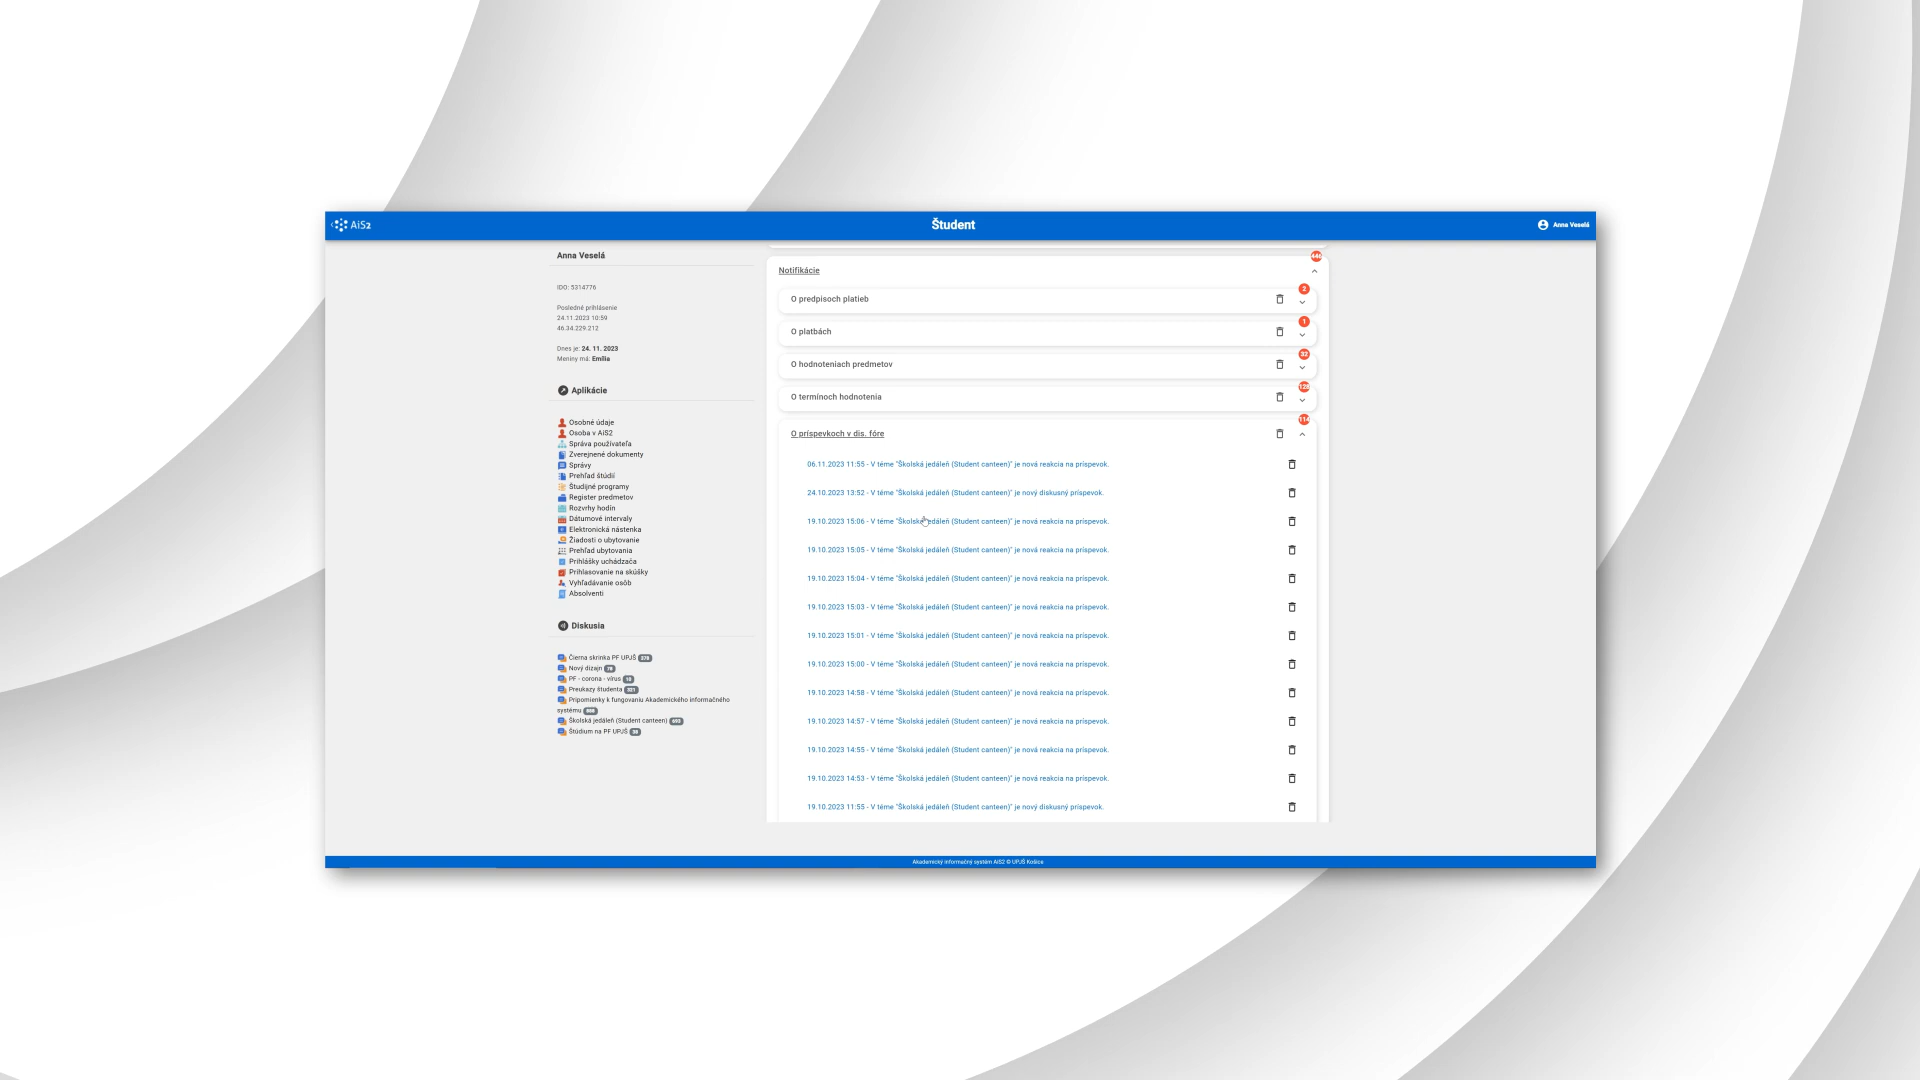 AiS2
Študent
Anna Veselá
Anna Veselá
IDO: 5314776
Posledné prihlásenie
24.11.2023 10:59
46.34.229.212
Dnes je: 24. 11. 2023
Meniny má: Emília
Aplikácie
Osobné údaje
Osoba v AiS2
Správa používateľa
Zverejnené dokumenty
Správy
Prehľad štúdií
Študijné programy
Register predmetov
Rozvrhy hodín
Dátumové intervaly
Elektronická nástenka
Žiadosti o ubytovanie
Prehľad ubytovania
Prihlášky uchádzača
Prihlasovanie na skúšky
Vyhľadávanie osôb
Absolventi
Diskusia
Čierna skrinka PF UPJŠ
Nový dizajn
PF - corona - vírus
Preukazy študenta
Pripomienky k fungovaniu Akademického informačného
systému
Školská jedáleň (Student canteen)
Štúdium na PF UPJŠ
Notifikácie
O predpisoch platieb 2
O platbách 1
O hodnoteniach predmetov 32
O termínoch hodnotenia
O príspevkoch v dis. fóre
06.11.2023 11:55 - V téme "Školská jedáleň (Student canteen)" je nová reakcia na príspevok.
24.10.2023 13:52 - V téme "Školská jedáleň (Student canteen)" je nový diskusný príspevok.
19.10.2023 15:06 - V téme "Školská jedáleň (Student canteen)" je nová reakcia na príspevok.
19.10.2023 15:05 - V téme "Školská jedáleň (Student canteen)" je nová reakcia na príspevok.
19.10.2023 15:04 - V téme "Školská jedáleň (Student canteen)" je nová reakcia na príspevok.
19.10.2023 15:03 - V téme "Školská jedáleň (Student canteen)" je nová reakcia na príspevok.
19.10.2023 15:01 - V téme "Školská jedáleň (Student canteen)" je nová reakcia na príspevok.
19.10.2023 15:00 - V téme "Školská jedáleň (Student canteen)" je nová reakcia na príspevok.
19.10.2023 14:58 - V téme "Školská jedáleň (Student canteen)" je nová reakcia na príspevok.
19.10.2023 14:57 - V téme "Školská jedáleň (Student canteen)" je nová reakcia na príspevok.
19.10.2023 14:55 - V téme "Školská jedáleň (Student canteen)" je nová reakcia na príspevok.
19.10.2023 14:53 - V téme "Školská jedáleň (Student canteen)" je nová reakcia na príspevok.
19.10.2023 11:55 - V téme "Školská jedáleň (Student canteen)" je nový diskusný príspevok.
Akademický informačný systém AiS2 © UPJŠ Košice